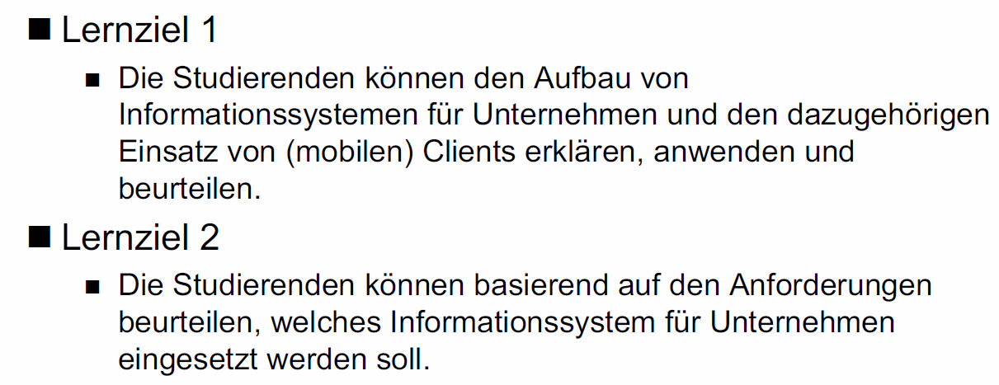 Lernziel 1
Die Studierenden können den Aufbau von
Informationssystemen für Unternehmen und den dazugehörigen
Einsatz von (mobilen) Clients erklären, anwenden und
beurteilen.
Lernziel 2
Die Studierenden können basierend auf den Anforderungen
beurteilen, welches Informationssystem für Unternehmen
eingesetzt werden soll.